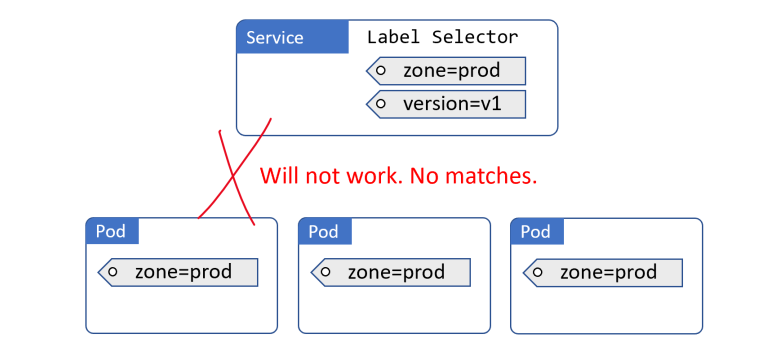 Service
Label Selector
zone=prod
version=v1
Will not work. No matches.
Pod
Pod
Pod
zone=prod
zone=prod
zone=prod